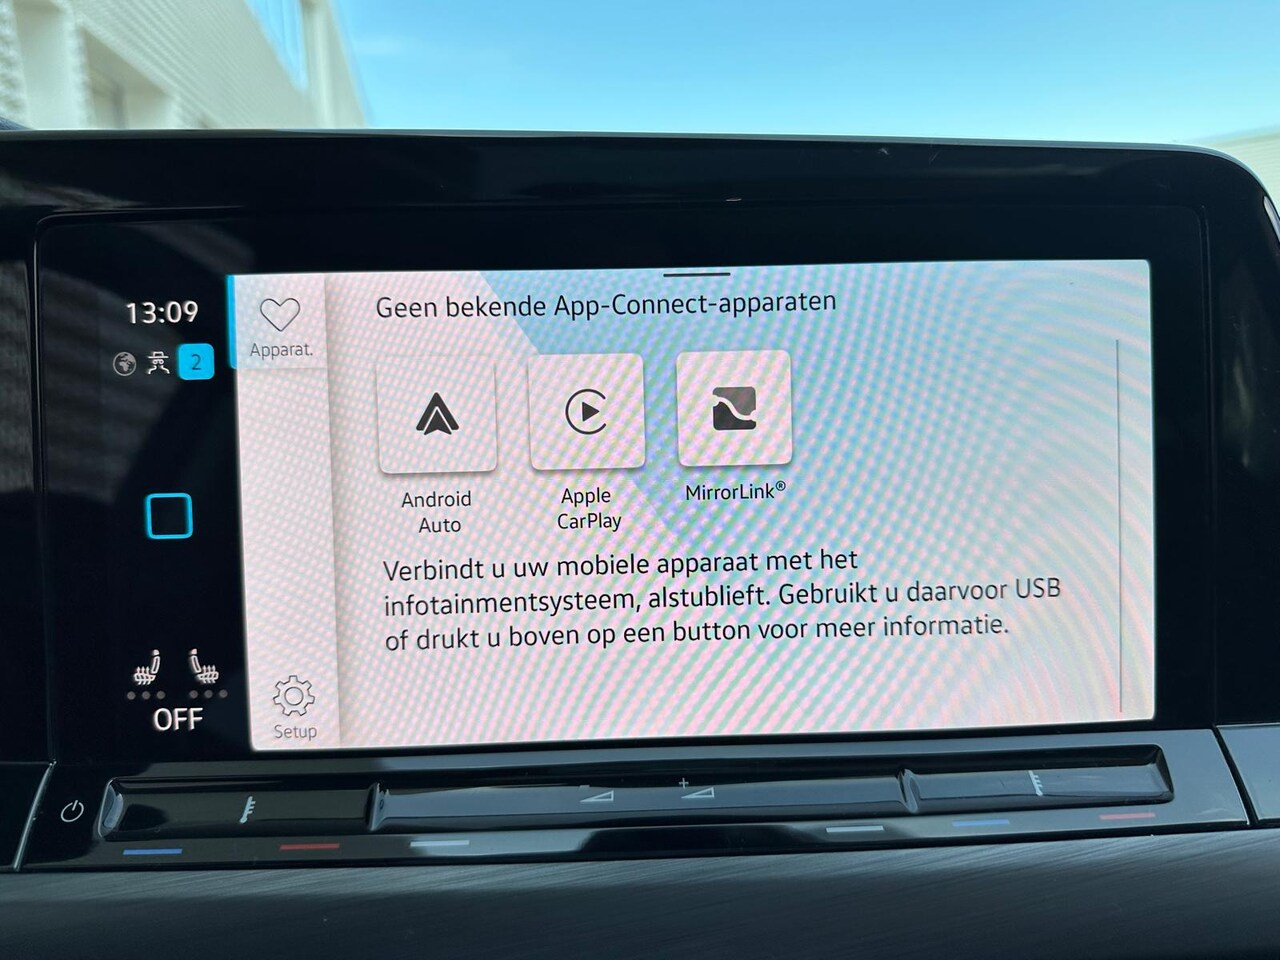 13:09
2
Apparat.
Geen bekende App-Connect-apparaten
Android
Auto
Apple
CarPlay
MirrorLink®
Verbindt u uw mobiele apparaat met het
infotainmentsysteem, alstublieft. Gebruikt u daarvoor USB
of drukt u boven op een button voor meer informatie.
OFF
Setup